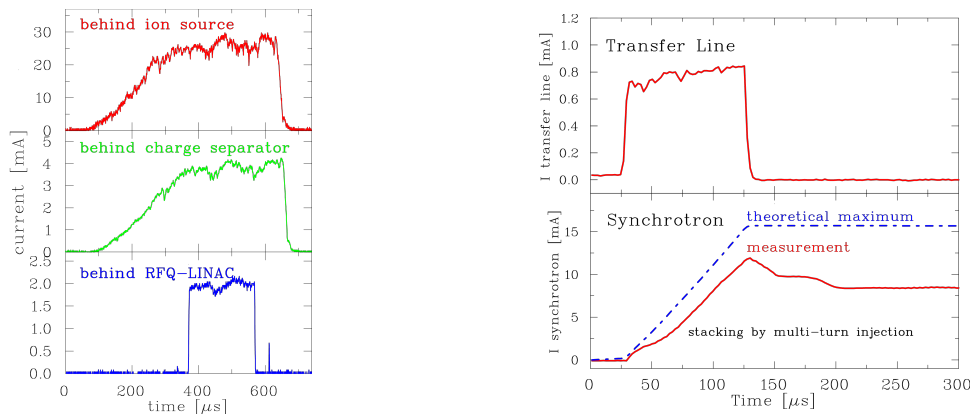 behind ion source
30
20
10
0
behind charge separator
5
4
3
2
1
0
current [mA]
behind RFQ-LINAC
2.5
2.0
1.5
1.0
0.5
0.0
0 200 400 600
time [μs]
1.2
1.0
0.8
0.6
0.4
0.2
0.0
I transfer line [mA]
Transfer Line
Synchrotron
theoretical maximum
measurement
stacking by multi-turn injection
15
10
5
0
I synchrotron [mA]
0 50 100 150 200 250 300
Time [μs]